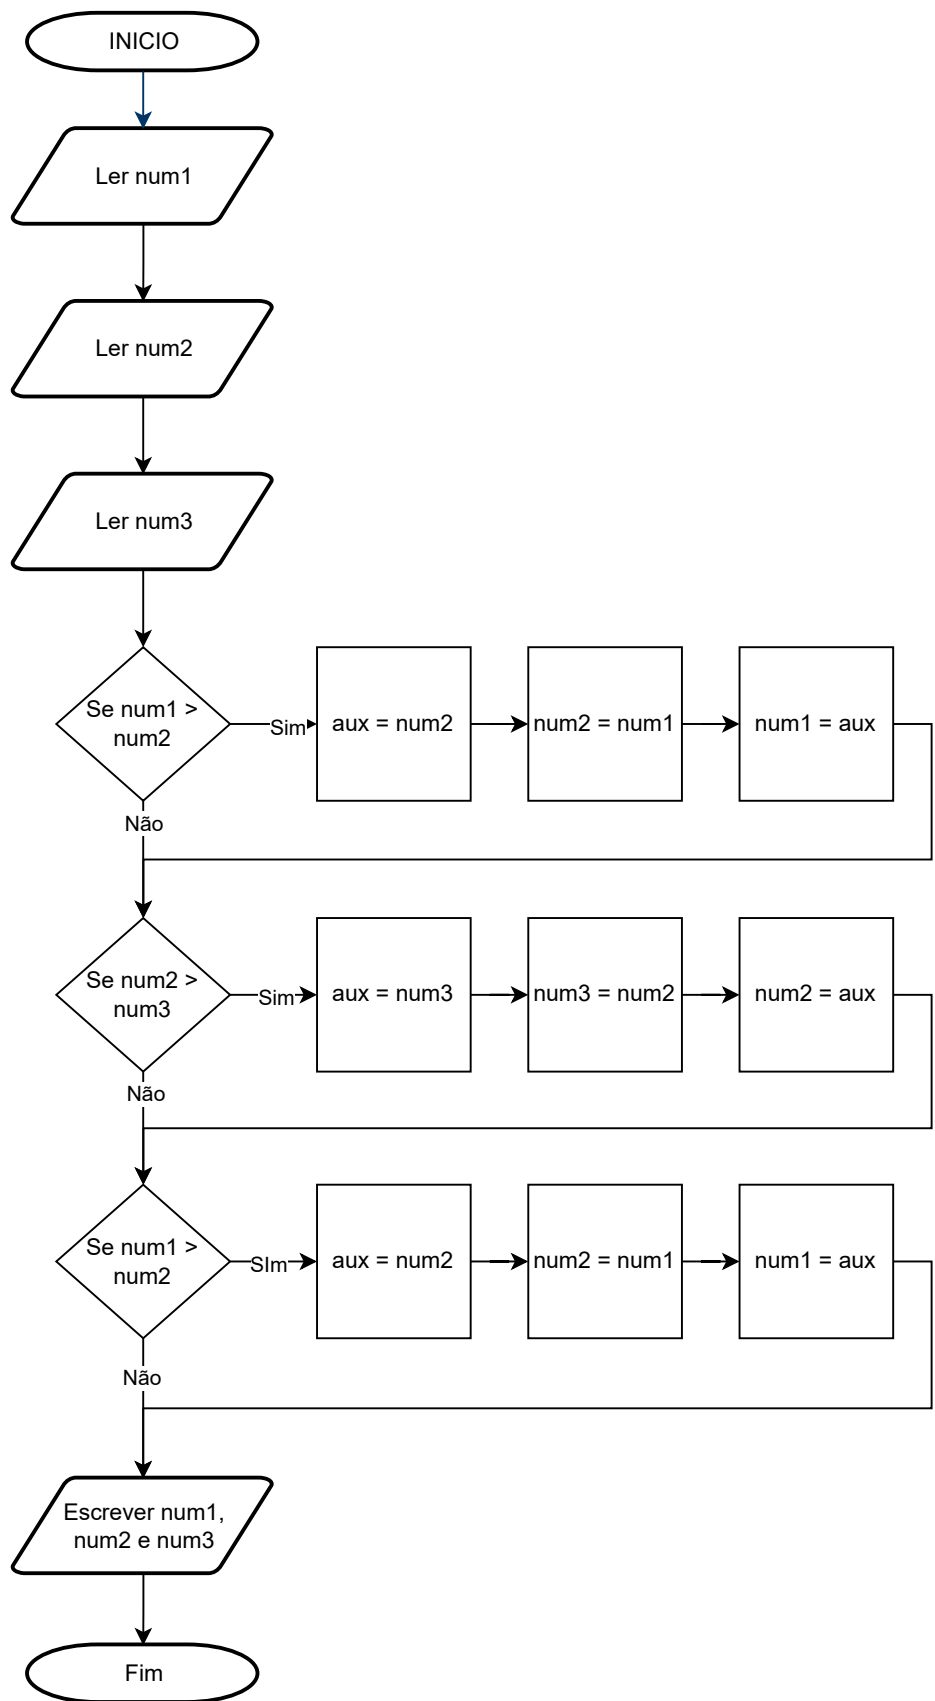 INICIO
Ler num1
Ler num2
Ler num3
Se num1 >
num2
Sim
aux = num2
num2 = num1
num1 = aux
Não
Se num2 >
num3
Sim
aux = num3
num3 = num2
num2 = aux
Não
Se num1 >
num2
SIm
aux = num2
num2 = num1
num1 = aux
Não
Escrever num1,
num2 e num3
Fim